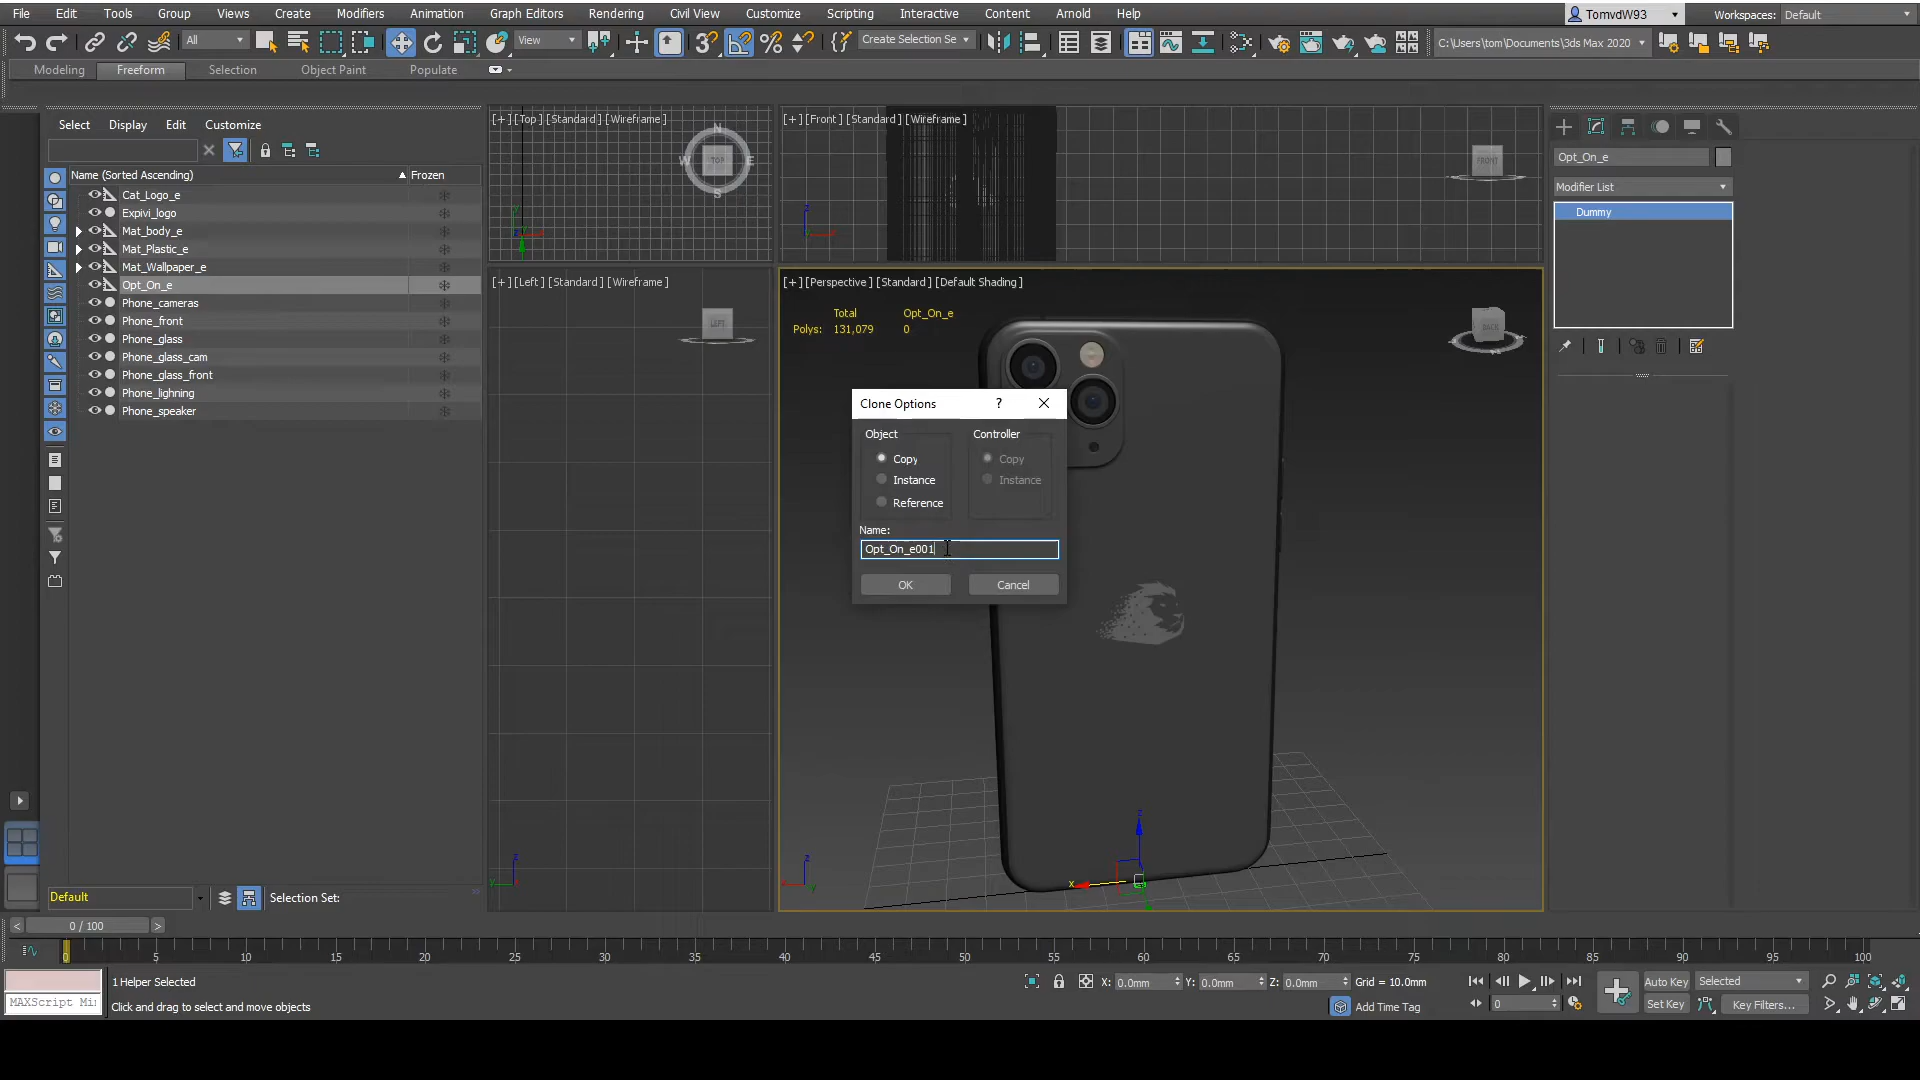 File Edit Tools Group Views Create Modifiers Animation Graph Editors Rendering Civil View Customize Scripting Interactive Content Arnold Help TomvdW93 Workspaces: Default
All View Create Selection Se C:\Users\tom\Documents\3ds Max 2020
Modeling Freeform Selection Object Paint Populate
Select Display Edit Customize
Name (Sorted Ascending) Frozen
Cat_Logo_e
Expivi_logo
Mat_body_e
Mat_Plastic_e
Mat_Wallpaper_e
Opt_On_e
Phone_cameras
Phone_front
Phone_glass
Phone_glass_cam
Phone_glass_front
Phone_lighning
Phone_speaker
[+] [Top] [Standard] [Wireframe]
N
W TOP E
S
[+] [Front] [Standard] [Wireframe]
FRONT
z
x
[+] [Left] [Standard] [Wireframe]
LEFT
[+] [Perspective] [Standard] [Default Shading]
Total Opt_On_e
Polys: 131,079 0
BACK
Clone Options ?
Object Controller
Copy Copy
Instance Instance
Reference
Name:
Opt_On_e001
OK Cancel
z
x
z
y
z
y
Opt_On_e
Modifier List
Dummy
Default Selection Set:
< 0 / 100 >
0 5 10 15 20 25 30 35 40 45 50 55 60 65 70 75 80 85 90 95 100
1 Helper Selected X: 0.0mm Y: 0.0mm Z: 0.0mm Grid = 10.0mm Auto Key Selected
MAXScript Mi Click and drag to select and move objects Add Time Tag 0 Set Key Key Filters...